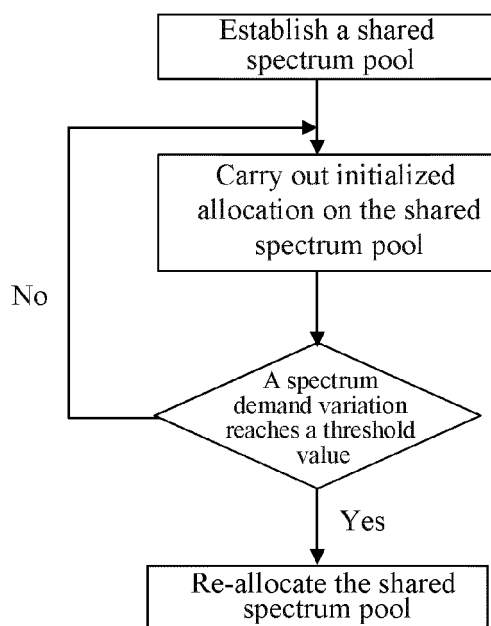 Establish a shared
spectrum pool
Carry out initialized
allocation on the shared
spectrum pool
No
A spectrum
demand variation
reaches a threshold
value
Yes
Re-allocate the shared
spectrum pool